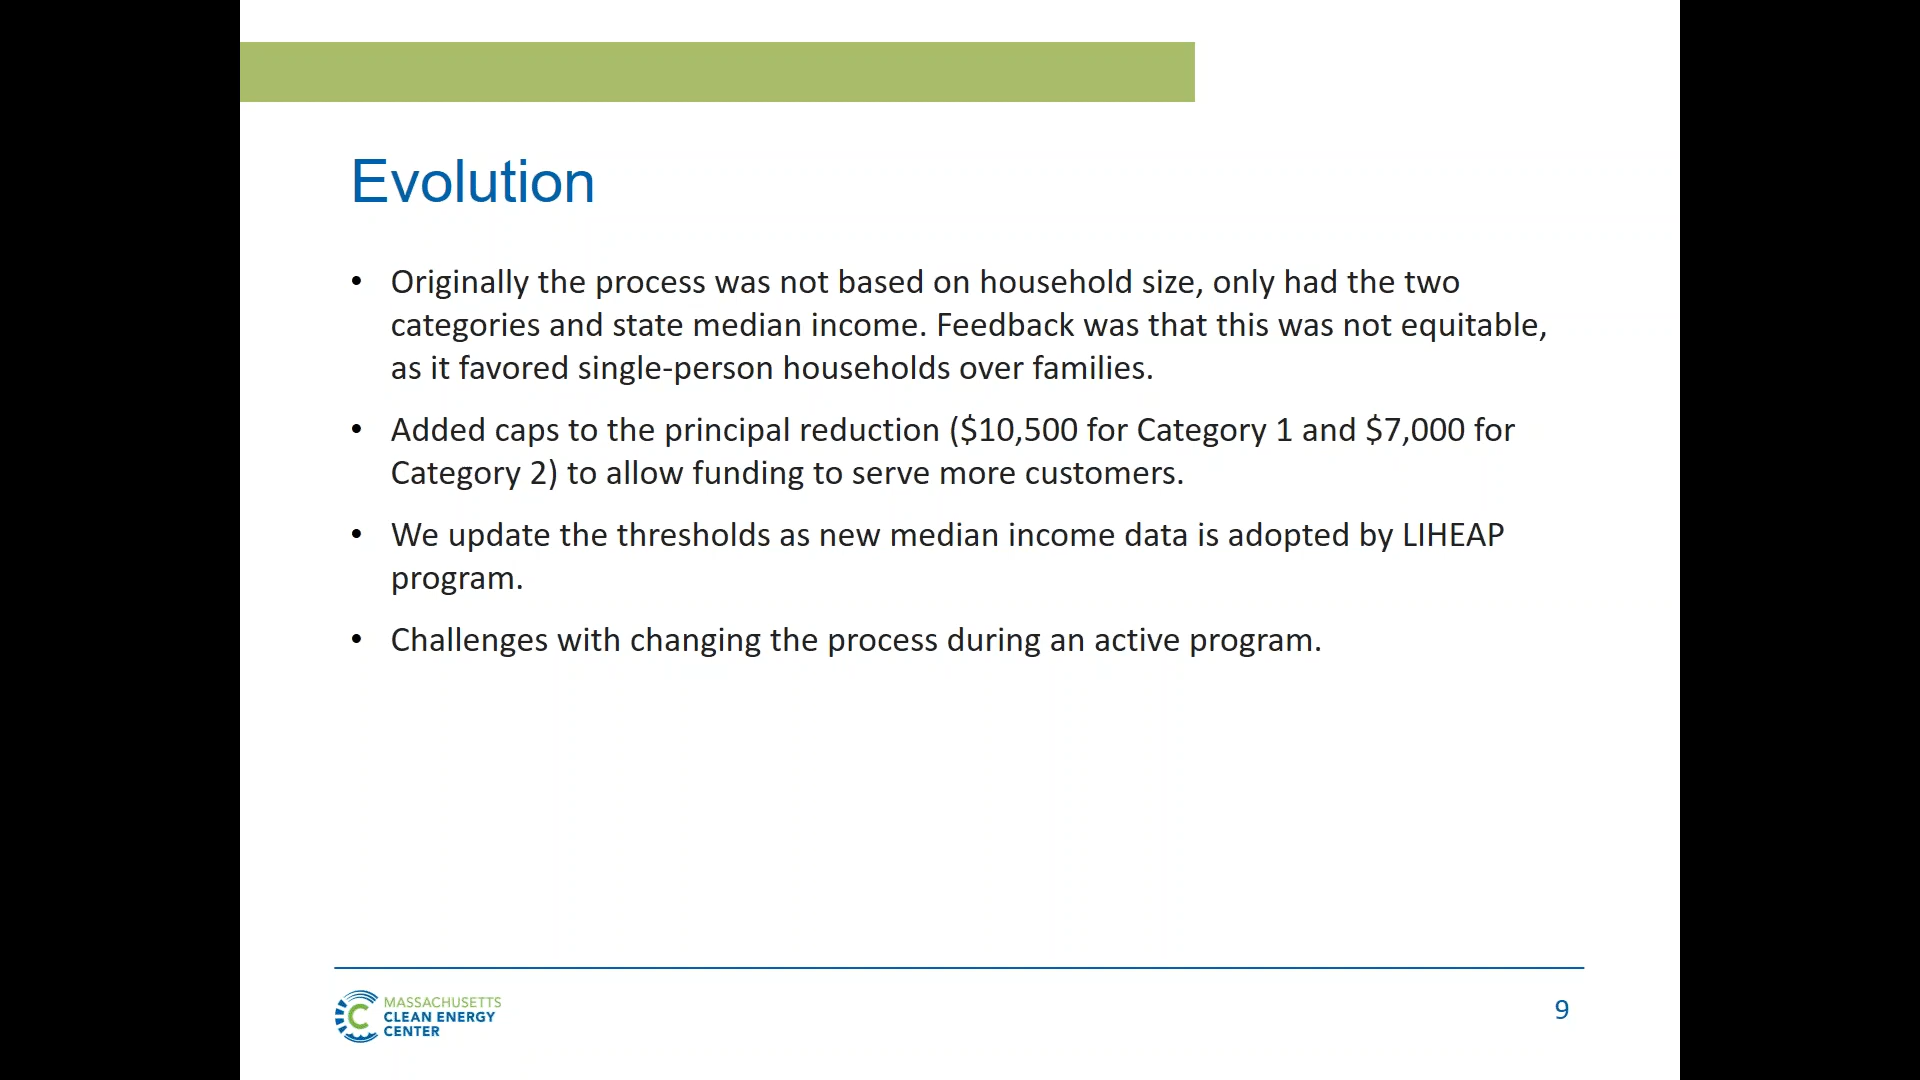 Evolution
• Originally the process was not based on household size, only had the two
categories and state median income. Feedback was that this was not equitable,
as it favored single-person households over families.
• Added caps to the principal reduction ($10,500 for Category 1 and $7,000 for
Category 2) to allow funding to serve more customers.
• We update the thresholds as new median income data is adopted by LIHEAP
program.
• Challenges with changing the process during an active program.
MASSACHUSETTS
CLEAN ENERGY
CENTER
9